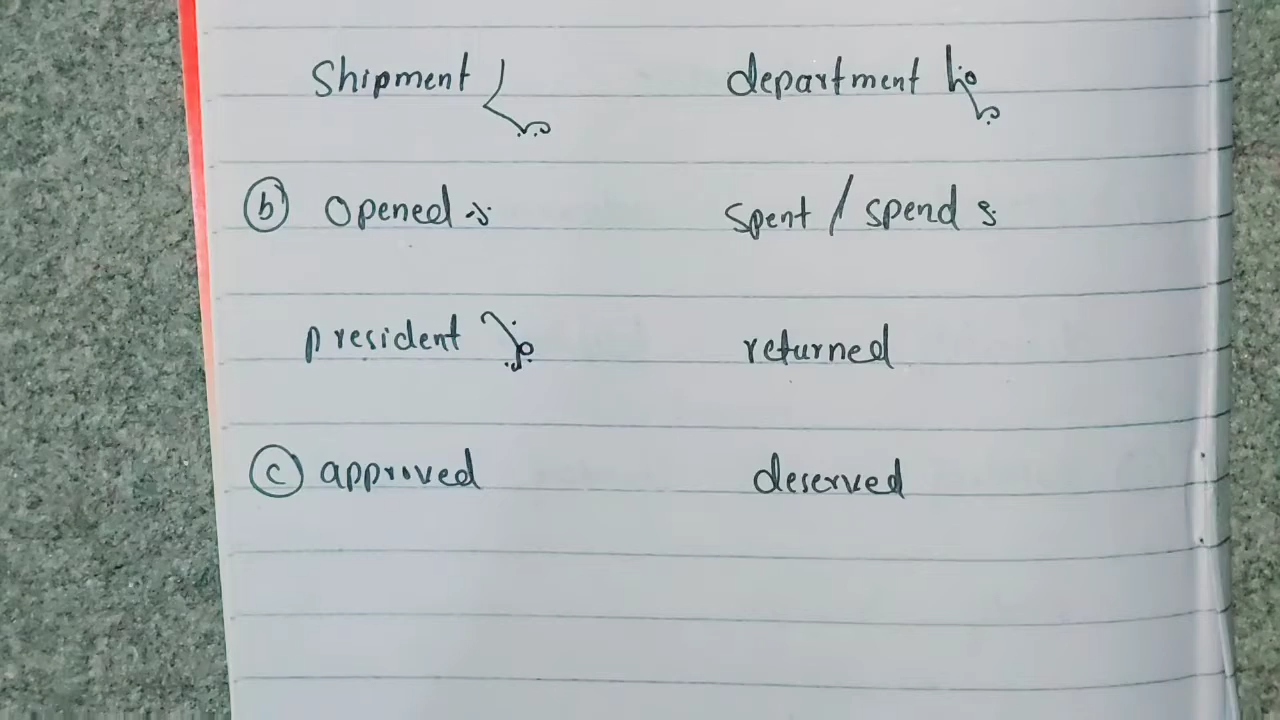 Shipment department
(b) Opened Spent / spend
president returned
(c) approved deserved